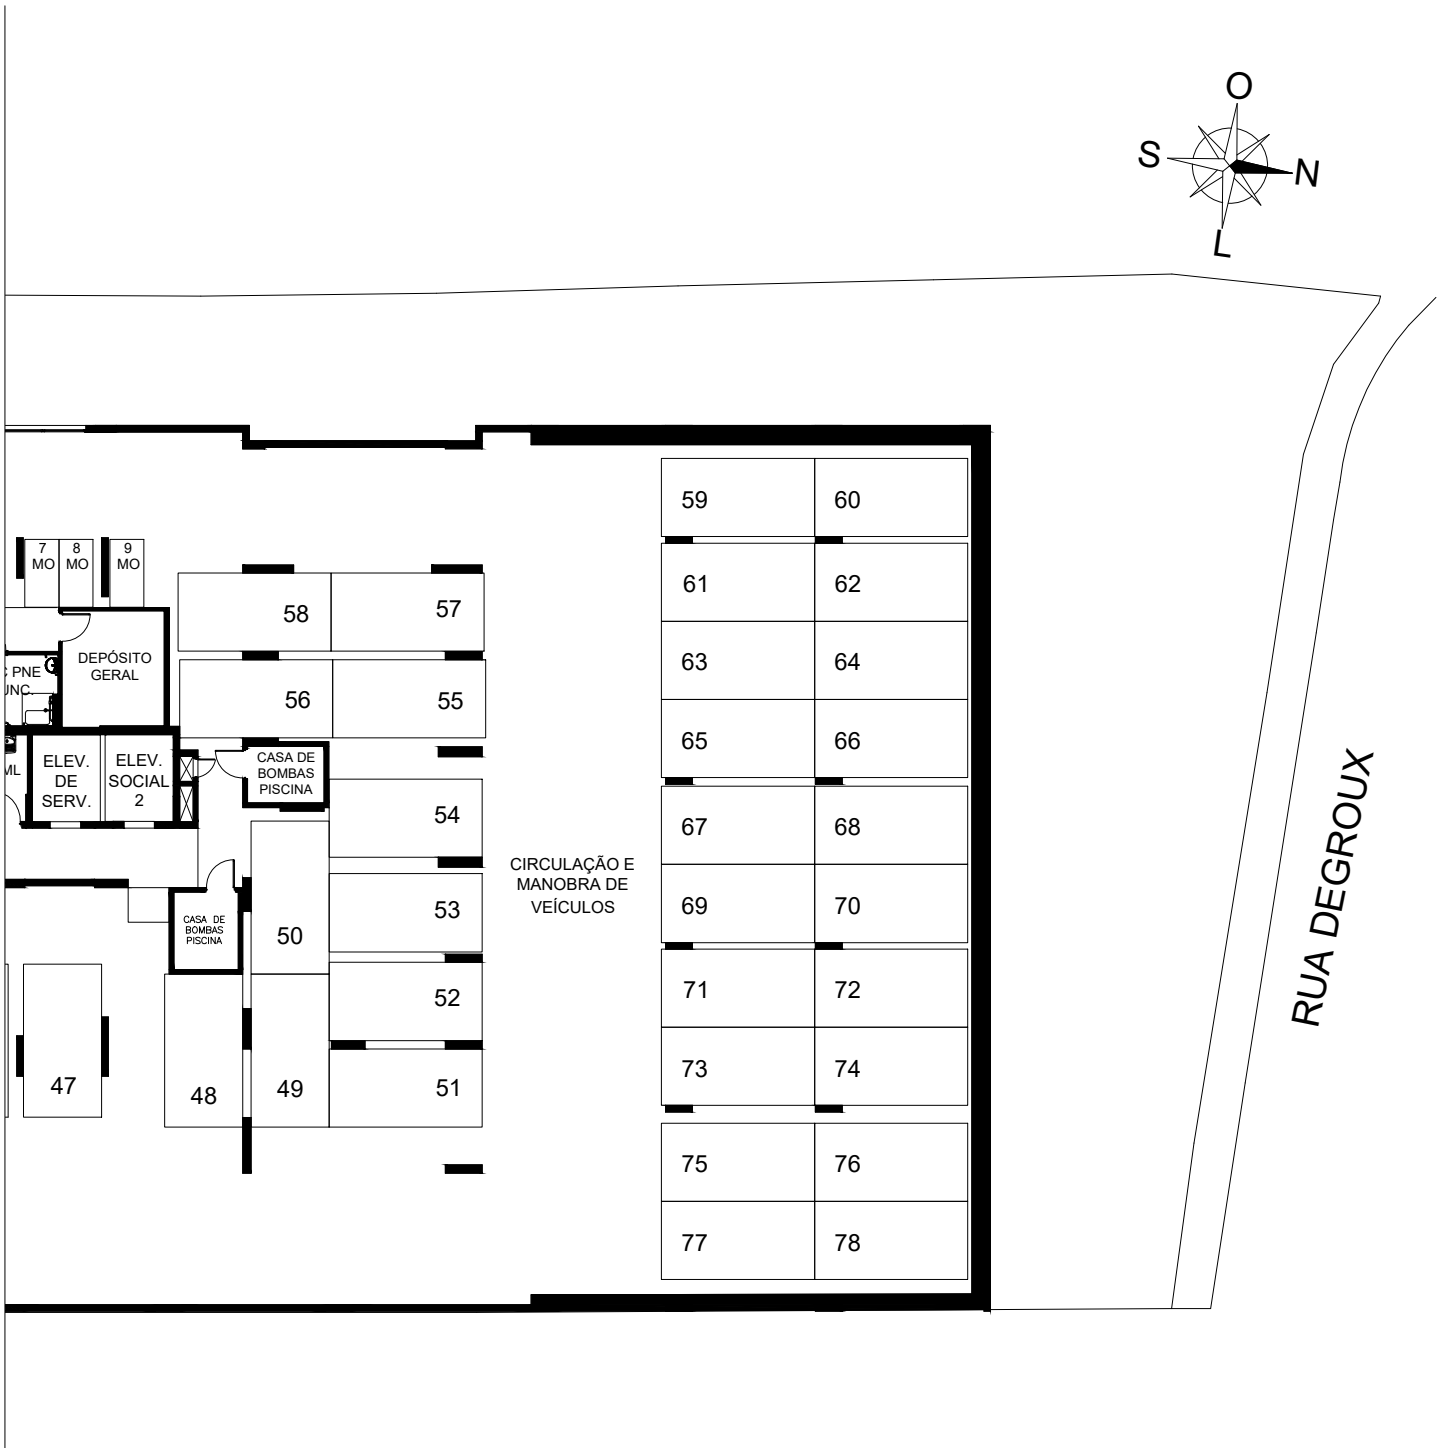 O
S
N
L
59
60
7
MO
8
MO
9
MO
61
62
58
57
DEPÓSITO
GERAL
PNE
63
64
56
55
65
66
ELEV.
DE
SERV.
ELEV.
SOCIAL
2
CASA DE
BOMBAS
PISCINA
54
67
68
CIRCULAÇÃO E
MANOBRA DE
VEÍCULOS
RUA DEGROUX
CASA DE
BOMBAS
PISCINA
50
53
69
70
52
71
72
47
48
49
51
73
74
75
76
77
78